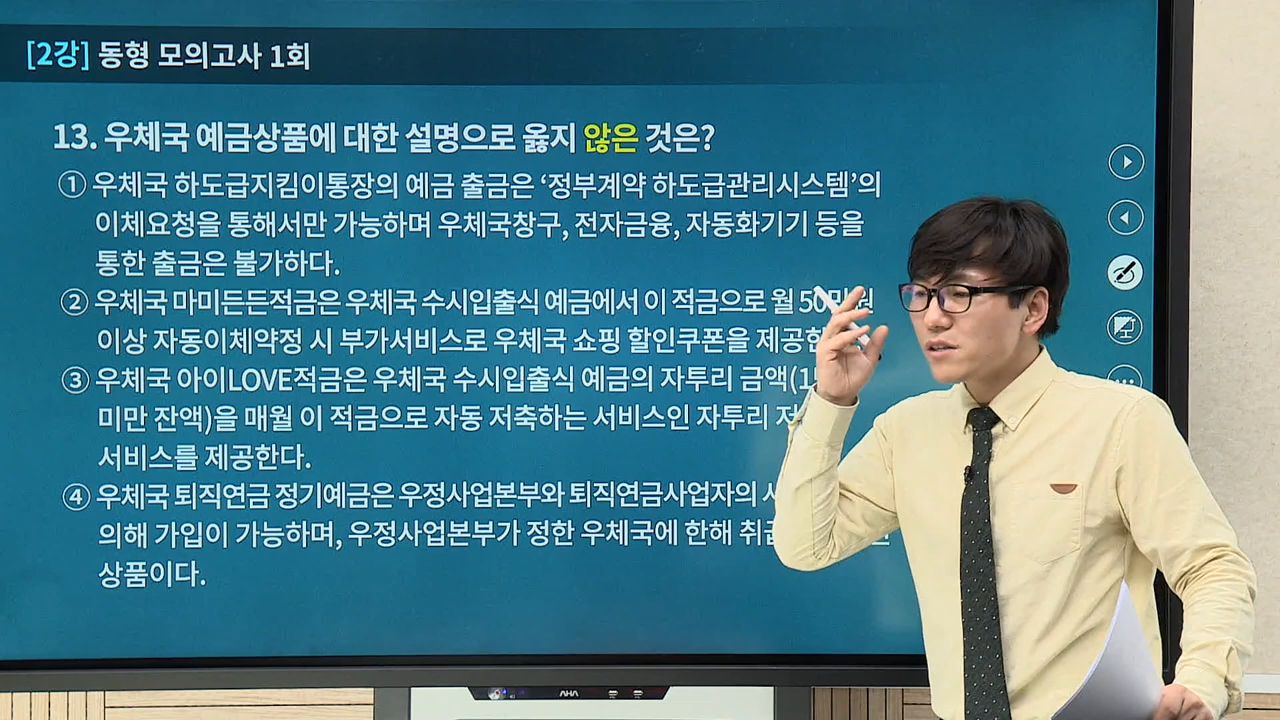 [2강] 동형 모의고사 1회
13. 우체국 예금상품에 대한 설명으로 옳지 않은 것은?
① 우체국 하도급지킴이통장의 예금 출금은 ‘정부계약 하도급관리시스템’의
이체요청을 통해서만 가능하며 우체국창구, 전자금융, 자동화기기 등을
통한 출금은 불가하다.
② 우체국 마미든든적금은 우체국 수시입출식 예금에서 이 적금으로 월 50만원
이상 자동이체약정 시 부가서비스로 우체국 쇼핑 할인쿠폰을 제공한
③ 우체국 아이LOVE적금은 우체국 수시입출식 예금의 자투리 금액(1
미만 잔액)을 매월 이 적금으로 자동 저축하는 서비스인 자투리
서비스를 제공한다.
④ 우체국 퇴직연금 정기예금은 우정사업본부와 퇴직연금사업자의
의해 가입이 가능하며, 우정사업본부가 정한 우체국에 한해
상품이다.
AHA